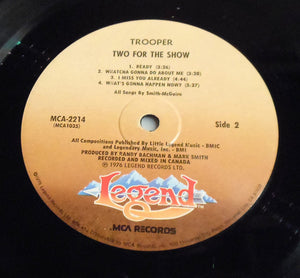 TROOPER
TWO FOR THE SHOW
1. READY (3:26)
2. WHATCHA GONNA DO ABOUT ME (3:38)
3. I MISS YOU ALREADY (4:44)
4. WHAT'S GONNA HAPPEN NOW? (3:27)
All Songs By Smith-McGuire
MCA-2214
(MCA1035)
Side 2
All Compositions Published By Little Legend Music - BMIC
and Legendary Music, Inc. - BMI
PRODUCED BY RANDY BACHMAN & MARK SMITH
RECORDED AND MIXED IN CANADA
℗ 1976 LEGEND RECORDS LTD.
Legend
TM
MCA RECORDS